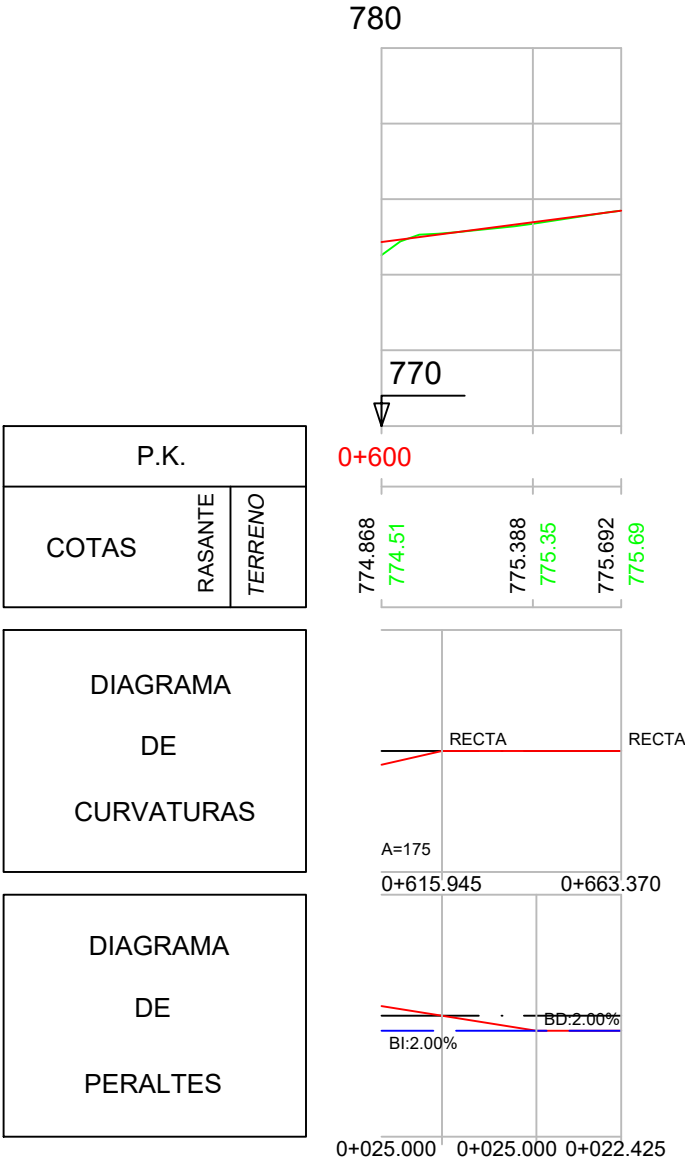 780
770
P.K.
0+600
COTAS
RASANTE
TERRENO
774.868
774.51
775.388
775.35
775.692
775.69
DIAGRAMA
DE
CURVATURAS
RECTA
RECTA
A=175
0+615.945
0+663.370
DIAGRAMA
DE
PERALTES
BD:2.00%
BI:2.00%
0+025.000
0+025.000
0+022.425